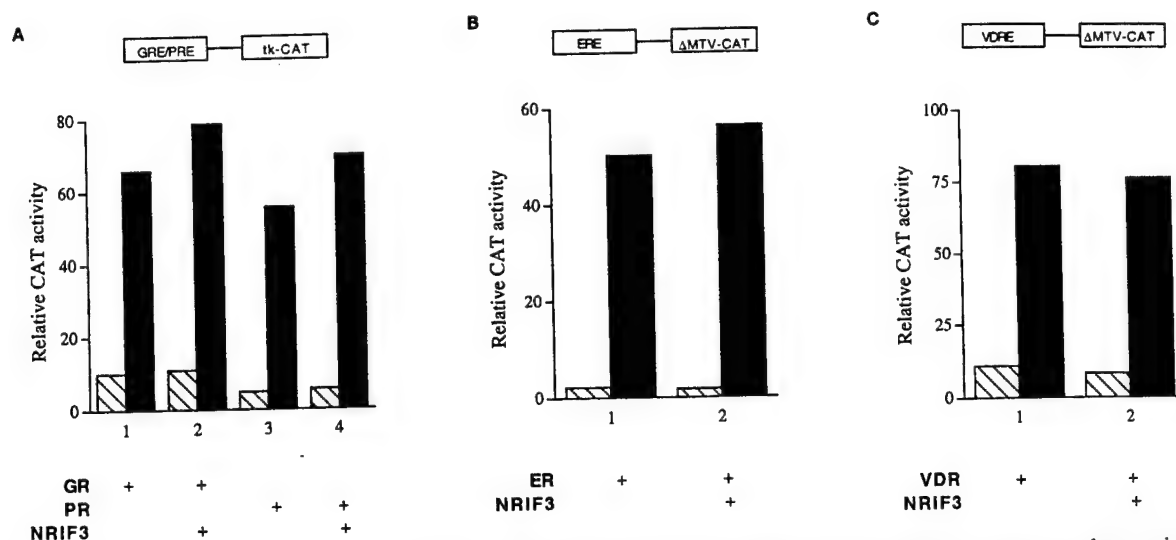 A
GRE/PRE
tk-CAT
Relative CAT activity
80
60
40
20
0
1 2 3 4
GR + +
PR + +
NRIF3 + +
B
ERE
ΔMTV-CAT
Relative CAT activity
60
40
20
0
1 2
ER + +
NRIF3 +
C
VDRE
ΔMTV-CAT
Relative CAT activity
100
75
50
25
0
1 2
VDR + +
NRIF3 +